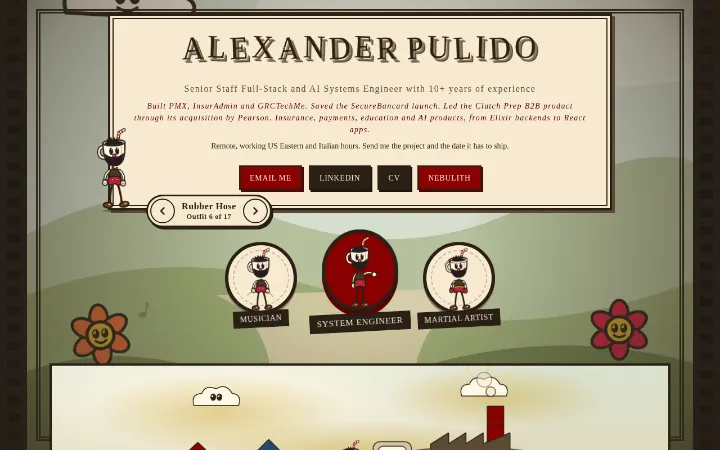 ALEXANDER PULIDO
Senior Staff Full-Stack and AI Systems Engineer with 10+ years of experience
Built PMX, InsurAdmin and GRCTechMe. Saved the SecureBancard launch. Led the Clutch Prep B2B product
through its acquisition by Pearson. Insurance, payments, education and AI products, from Elixir backends to React
apps.
Remote, working US Eastern and Italian hours. Send me the project and the date it has to ship.
EMAIL ME LINKEDIN CV NEBULITH
Rubber Hose
Outfit 6 of 17
MUSICIAN SYSTEM ENGINEER MARTIAL ARTIST